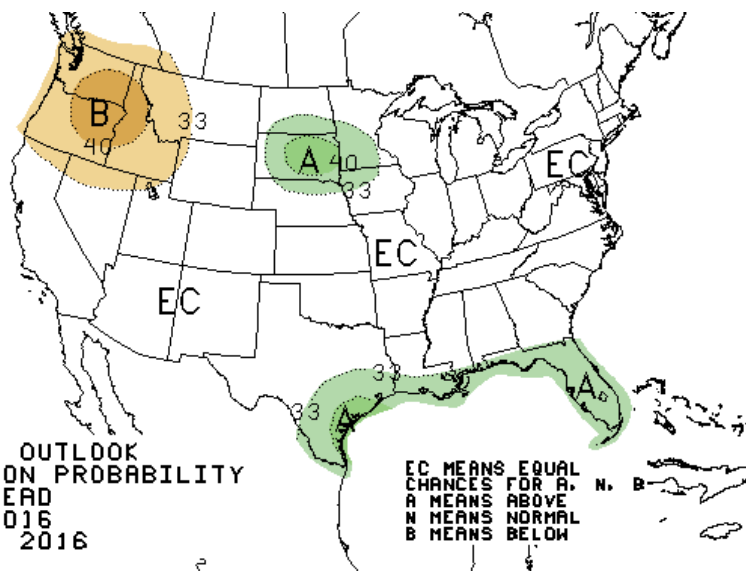 B
33
40
A
40
33
EC
EC
EC
33
33
A
A
OUTLOOK
ON PROBABILITY
EAD
016
2016
EC MEANS EQUAL
CHANCES FOR A, N, B
A MEANS ABOVE
N MEANS NORMAL
B MEANS BELOW